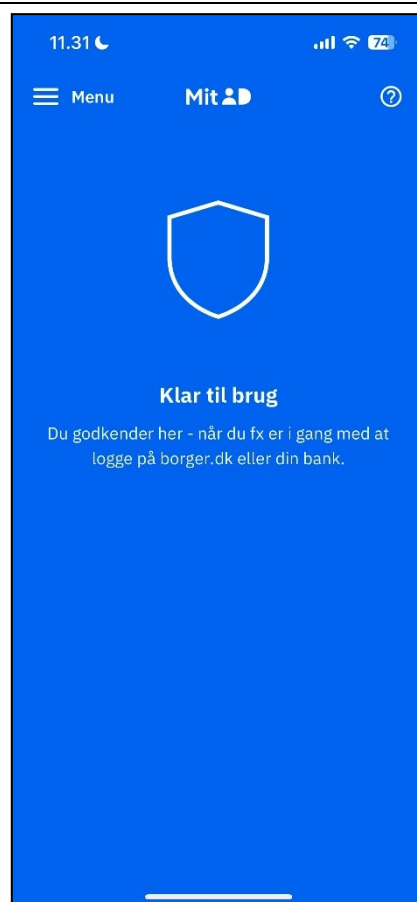 11.31
74
Menu
Mit
?
Klar til brug
Du godkender her - når du fx er i gang med at
logge på borger.dk eller din bank.